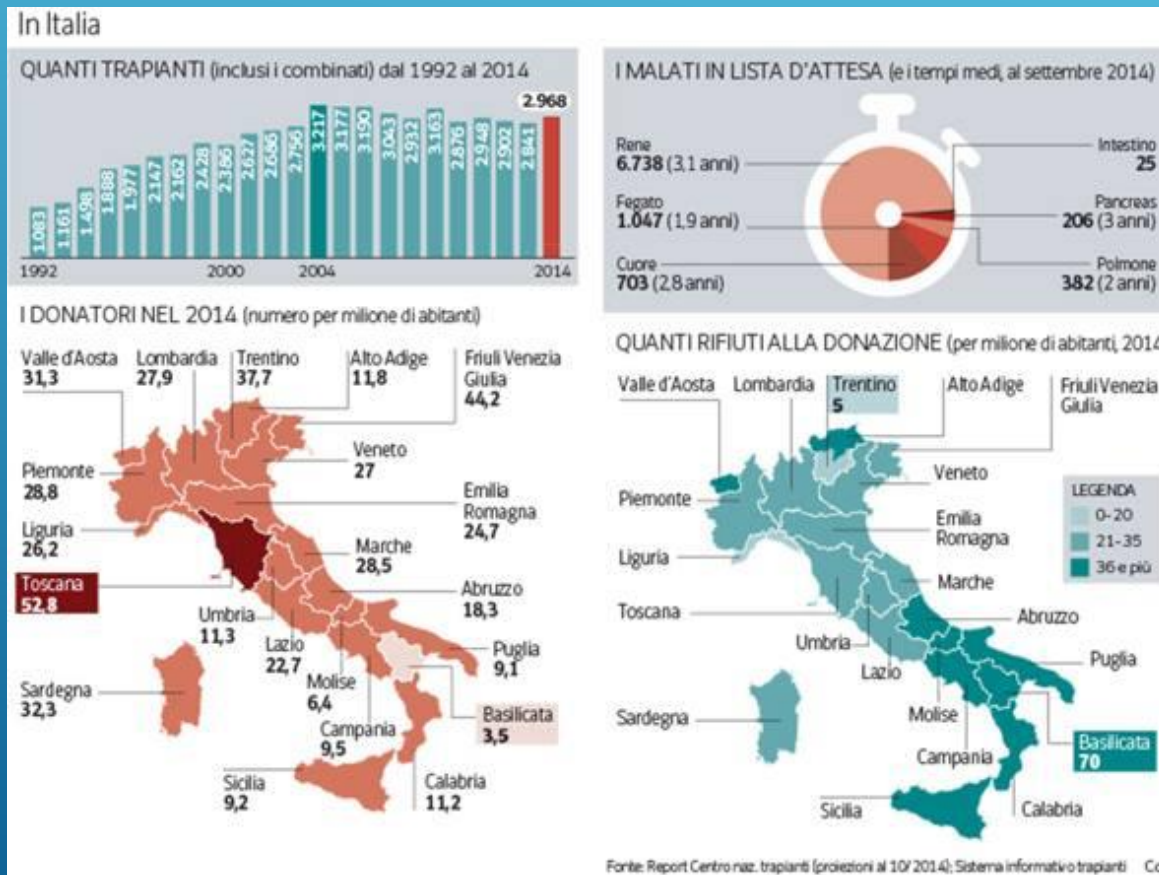 In Italia
QUANTI TRAPIANTI (inclusi i combinati) dal 1992 al 2014
1.083
1.161
1.498
1.888
1.977
2.147
2.162
2.428
2.386
2.627
2.686
2.756
3.217
3.177
3.190
3.043
2.932
3.163
2.876
2.948
2.902
2.841
2.968
1992
2000
2004
2014
I MALATI IN LISTA D'ATTESA (e i tempi medi, al settembre 2014)
Rene
6.738 (3,1 anni)
Fegato
1.047 (1,9 anni)
Cuore
703 (2,8 anni)
Intestino
25
Pancreas
206 (3 anni)
Polmone
382 (2 anni)
I DONATORI NEL 2014 (numero per milione di abitanti)
Valle d'Aosta
31,3
Lombardia
27,9
Trentino
37,7
Alto Adige
11,8
Friuli Venezia
Giulia
44,2
Veneto
27
Piemonte
28,8
Emilia
Romagna
24,7
Liguria
26,2
Marche
28,5
Toscana
52,8
Abruzzo
18,3
Umbria
11,3
Lazio
22,7
Puglia
9,1
Molise
6,4
Sardegna
32,3
Basilicata
3,5
Campania
9,5
Sicilia
9,2
Calabria
11,2
QUANTI RIFIUTI ALLA DONAZIONE (per milione di abitanti, 2014
Valle d'Aosta
Lombardia
Trentino
5
Alto Adige
Friuli Venezia
Giulia
Veneto
Piemonte
LEGENDA
0-20
21-35
36 e più
Emilia
Romagna
Liguria
Marche
Toscana
Abruzzo
Umbria
Lazio
Puglia
Molise
Sardegna
Basilicata
70
Campania
Sicilia
Calabria
Fonte: Report Centro naz. trapianti (proiezioni al 10/2014); Sistema informativo trapianti Co